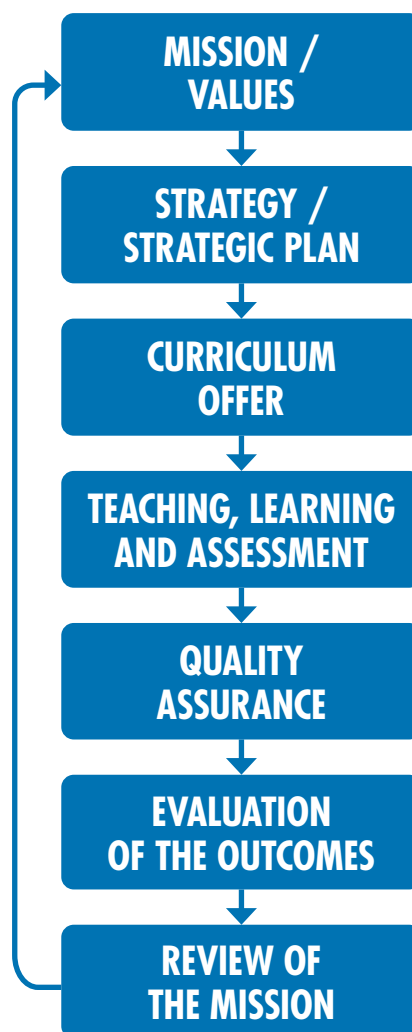 MISSION /
VALUES
STRATEGY /
STRATEGIC PLAN
CURRICULUM
OFFER
TEACHING, LEARNING
AND ASSESSMENT
QUALITY
ASSURANCE
EVALUATION
OF THE OUTCOMES
REVIEW OF
THE MISSION